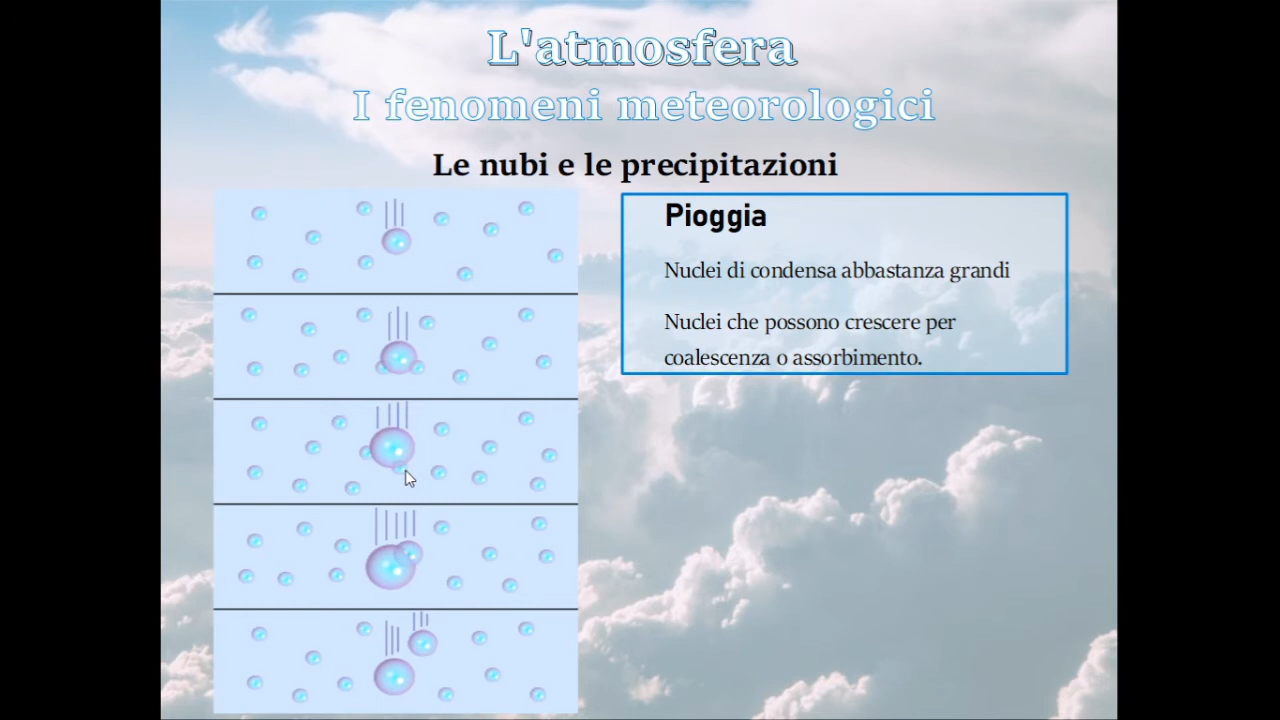 L'atmosfera
I fenomeni meteorologici
Le nubi e le precipitazioni
Pioggia
Nuclei di condensa abbastanza grandi
Nuclei che possono crescere per
coalescenza o assorbimento.